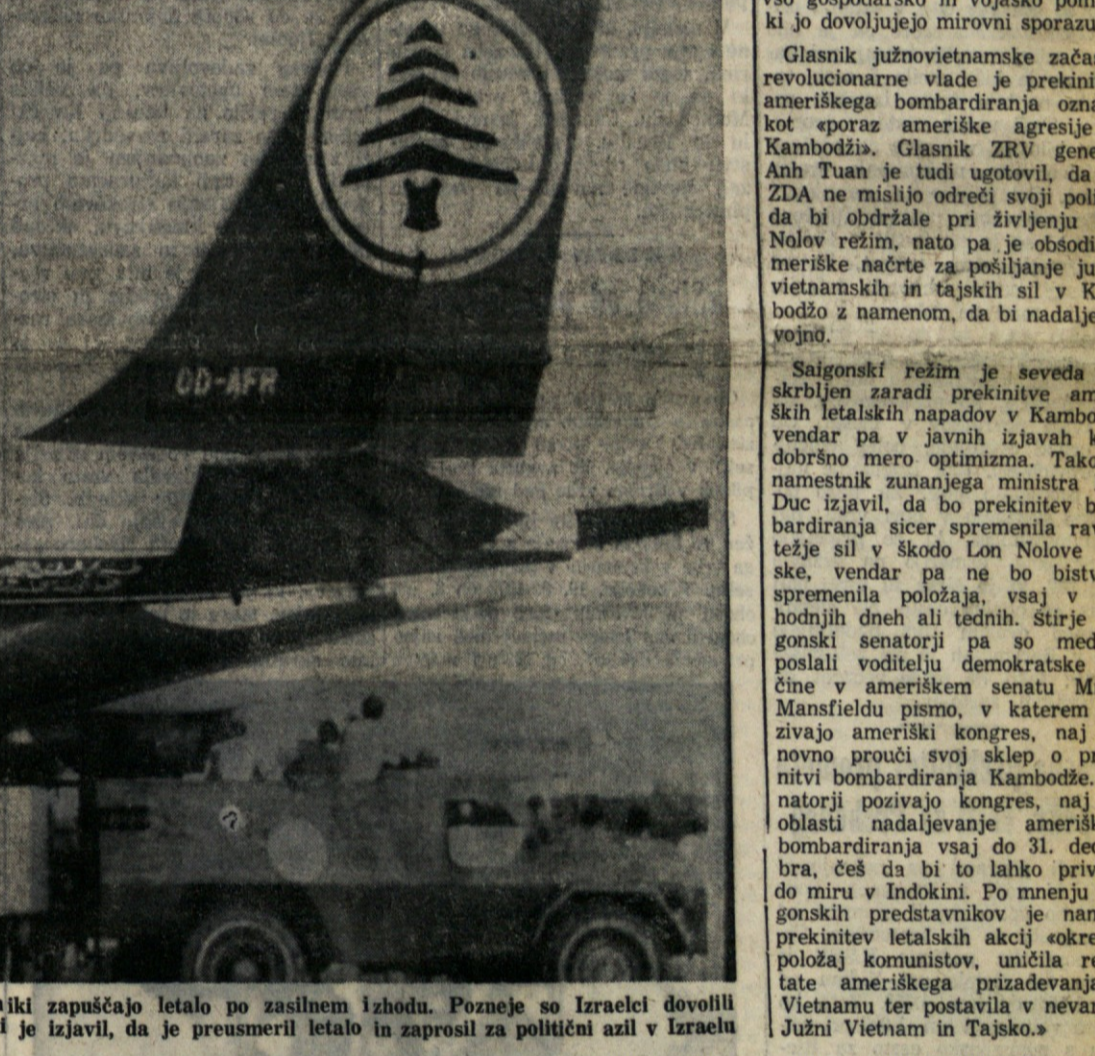 OD-AFR
iki zapuščajo letalo po zasilnem izhodu. Pozneje so Izraelci dovolili
i je izjavil, da je preusmeril letalo in zaprosil za politični azil v Izraelu
vso gospodarsko in vojaško pom
ki jo dovoljujejo mirovni sporazu
Glasnik južnovietnamske zača
revolucionarne vlade je prekini
ameriškega bombardiranja ozna
kot «poraz ameriške agresije
Kambodži». Glasnik ZRV gene
Anh Tuan je tudi ugotovil, da
ZDA ne mislijo odreči svoji poli
da bi obdržale pri življenju
Nolov režim, nato pa je obsodi
meriške načrte za pošiljanje ju
vietnamskih in tajskih sil v K
bodžo z namenom, da bi nadalje
vojno.
Saigonski režim je seveda
skrbljen zaradi prekinitve am
ških letalskih napadov v Kambo
vendar pa v javnih izjavah k
dobršno mero optimizma. Tako
namestnik zunanjega ministra
Duc izjavil, da bo prekinitev b
bardiranja sicer spremenila rav
težje sil v škodo Lon Nolove
ske, vendar pa ne bo bistv
spremenila položaja, vsaj v
hodnjih dneh ali tednih. Štirje
gonski senatorji pa so med
poslali voditelju demokratske
čine v ameriškem senatu M
Mansfieldu pismo, v katerem
zivajo ameriški kongres, naj
novno prouči svoj sklep o pr
nitvi bombardiranja Kambodže.
natorji pozivajo kongres, naj
oblasti nadaljevanje amerišk
bombardiranja vsaj do 31. dec
bra, češ da bi to lahko priv
do miru v Indokini. Po mnenju
gonskih predstavnikov je nam
prekinitev letalskih akcij «okre
položaj komunistov, uničila re
tate ameriškega prizadevanja
Vietnamu ter postavila v nevar
Južni Vietnam in Tajsko.»